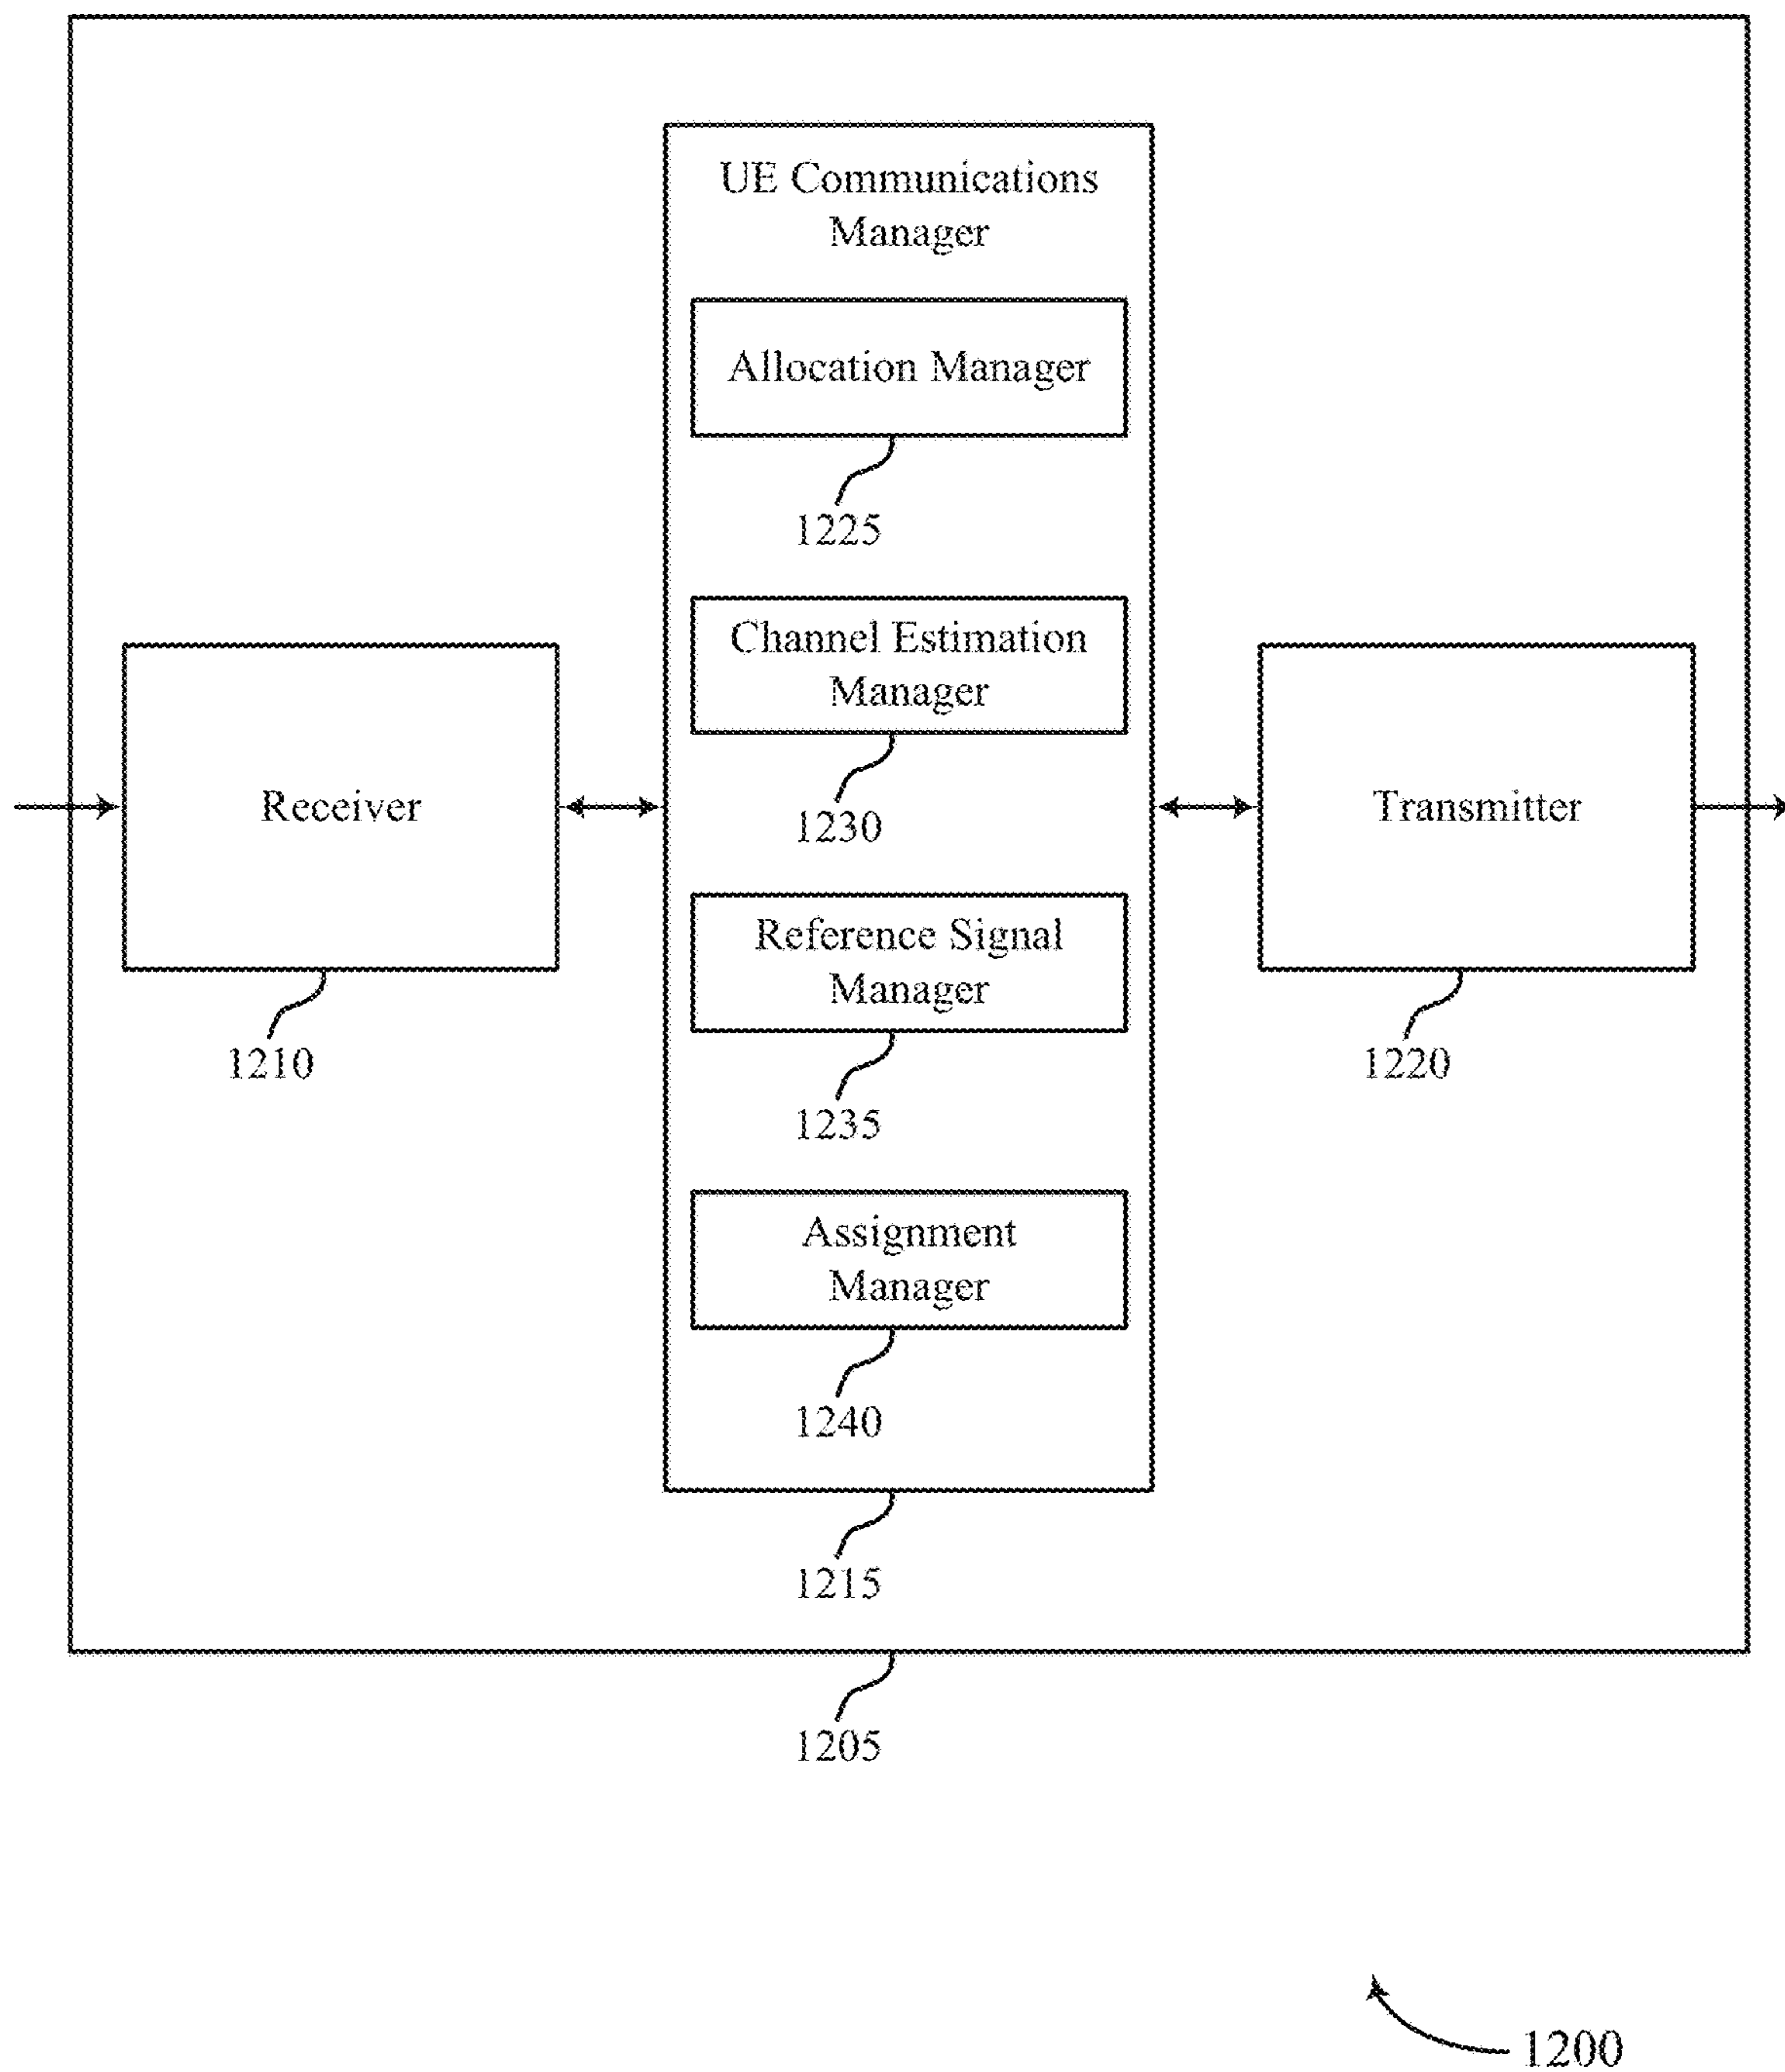 UE Communications
Manager
Allocation Manager
1225
Channel Estimation
Manager
1230
Receiver
1210
Transmitter
1220
Reference Signal
Manager
1235
Assignment
Manager
1240
1215
1205
1200